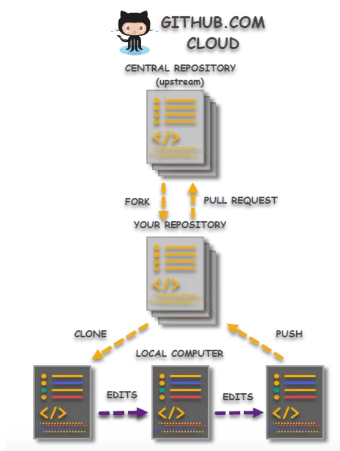 GITHUB.COM
CLOUD
CENTRAL REPOSITORY
(upstream)
</>
FORK
PULL REQUEST
YOUR REPOSITORY
</>
CLONE
PUSH
LOCAL COMPUTER
EDITS
EDITS
</>
</>
</>